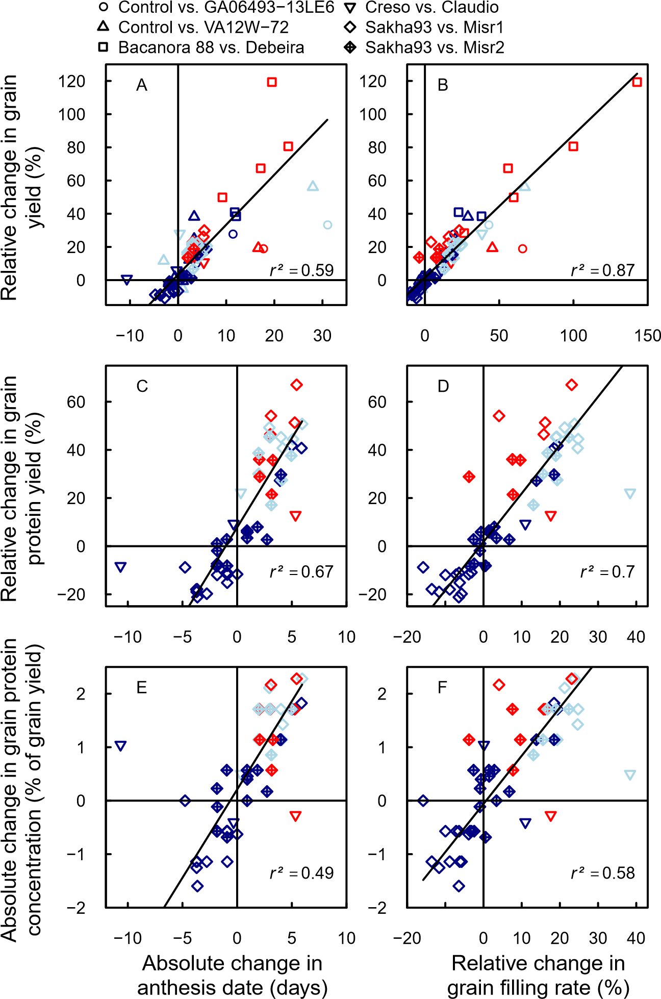 Control vs. GA06493−13LE6
Creso vs. Claudio
Control vs. VA12W−72
Sakha93 vs. Misr1
Bacanora 88 vs. Debeira
Sakha93 vs. Misr2
Relative change in grain
yield (%)
A
120
100
80
60
40
20
0
r² = 0.59
−10 0 10 20 30
B
120
100
80
60
40
20
0
r² = 0.87
0 50 100 150
Relative change in grain
protein yield (%)
C
60
40
20
0
−20
r² = 0.67
−10 −5 0 5 10
D
60
40
20
0
−20
r² = 0.7
−20 0 10 20 30 40
Absolute change in grain protein
concentration (% of grain yield)
E
2
1
0
−1
−2
r² = 0.49
−10 −5 0 5 10
Absolute change in
anthesis date (days)
F
2
1
0
−1
−2
r² = 0.58
−20 0 10 20 30 40
Relative change in
grain filling rate (%)